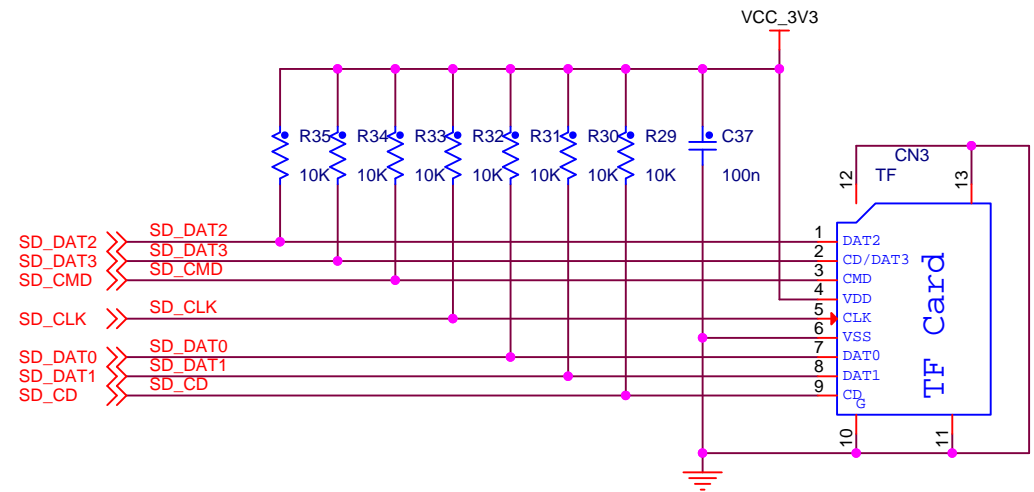 VCC_3V3
R35 R34 R33 R32 R31 R30 R29 C37
10K 10K 10K 10K 10K 10K 10K 100n
CN3
TF
12
13
SD_DAT2 SD_DAT2 1 DAT2
SD_DAT3 SD_DAT3 2 CD/DAT3
SD_CMD SD_CMD 3 CMD
4 VDD
SD_CLK SD_CLK 5 CLK
6 VSS
SD_DAT0 SD_DAT0 7 DAT0
SD_DAT1 SD_DAT1 8 DAT1
SD_CD SD_CD 9 CD
G
TF Card
10
11